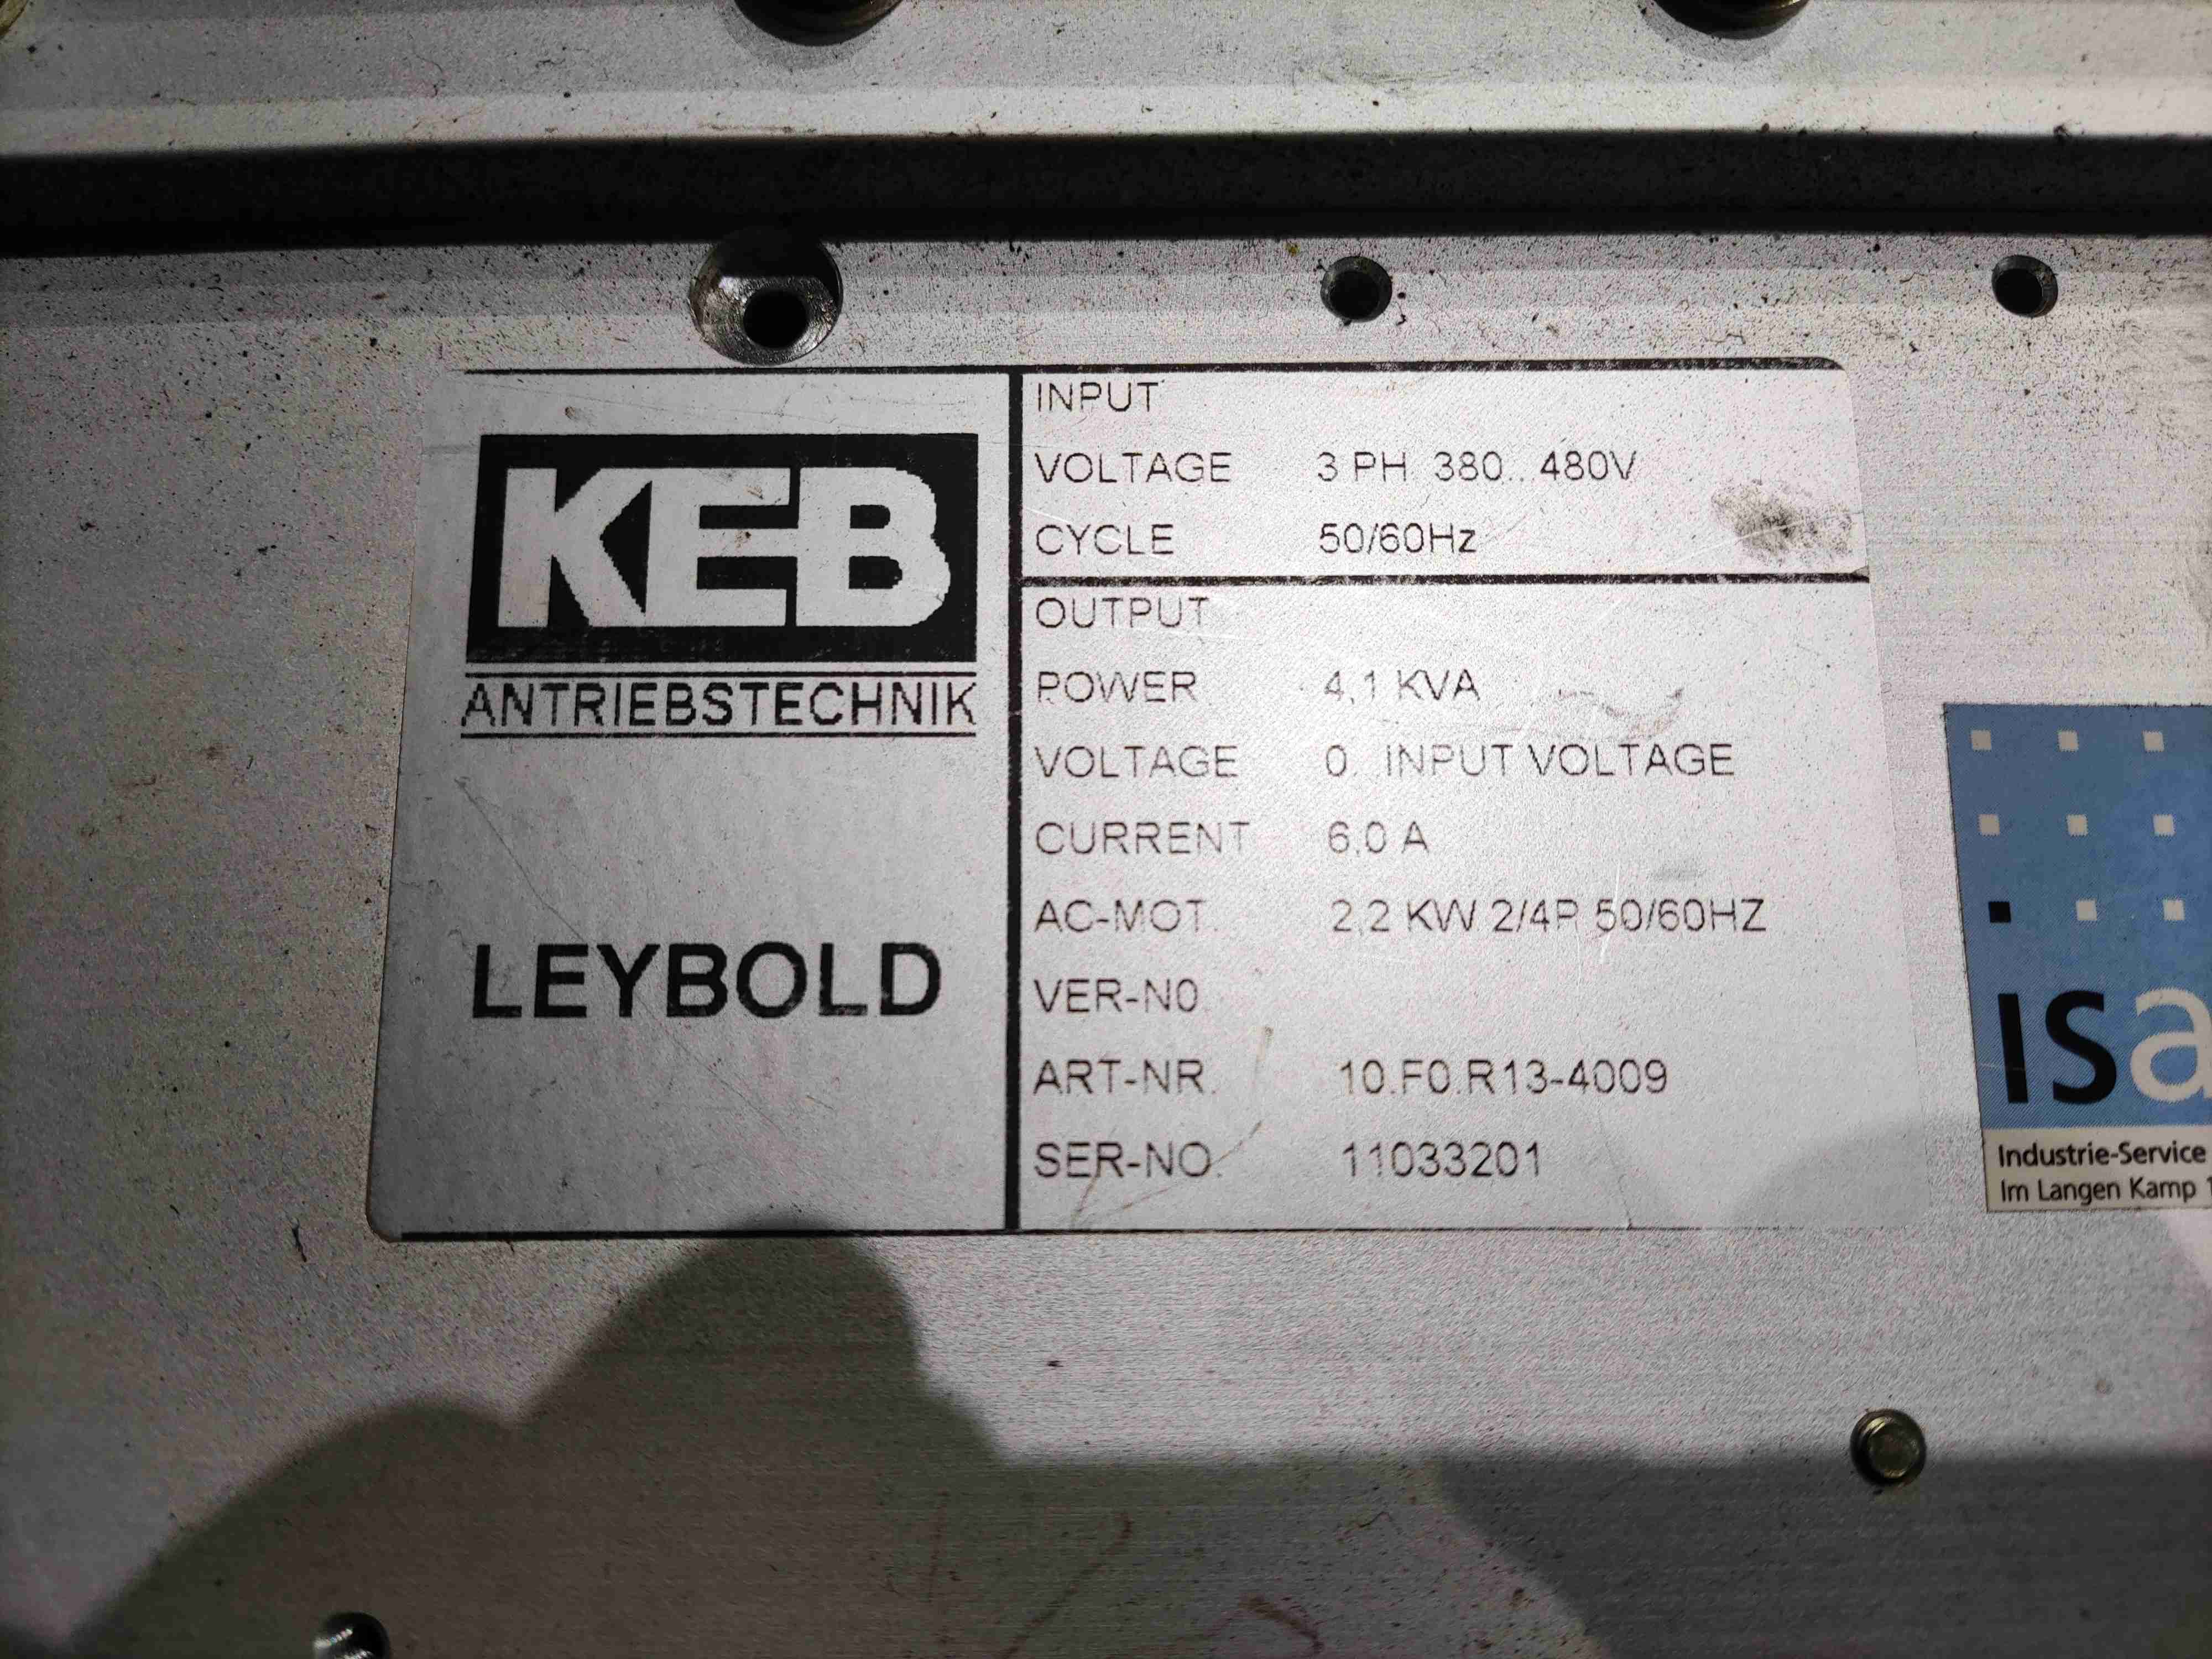 KEB
ANTRIEBSTECHNIK
LEYBOLD
INPUT
VOLTAGE 3 PH 380...480V
CYCLE 50/60Hz
OUTPUT
POWER 4,1 KVA
VOLTAGE 0...INPUT VOLTAGE
CURRENT 6,0 A
AC-MOT. 2,2 KW 2/4P 50/60HZ
VER-N0.
ART-NR. 10.F0.R13-4009
SER-NO. 11033201
isa
Industrie-Service
Im Langen Kamp 1